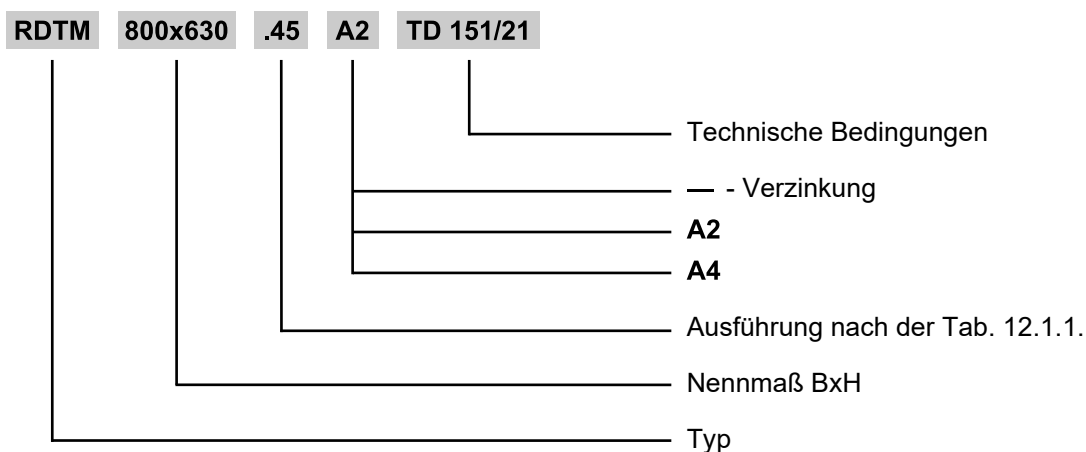 RDTM 800x630 .45 A2 TD 151/21
Technische Bedingungen
— - Verzinkung
A2
A4
Ausführung nach der Tab. 12.1.1.
Nennmaß BxH
Typ